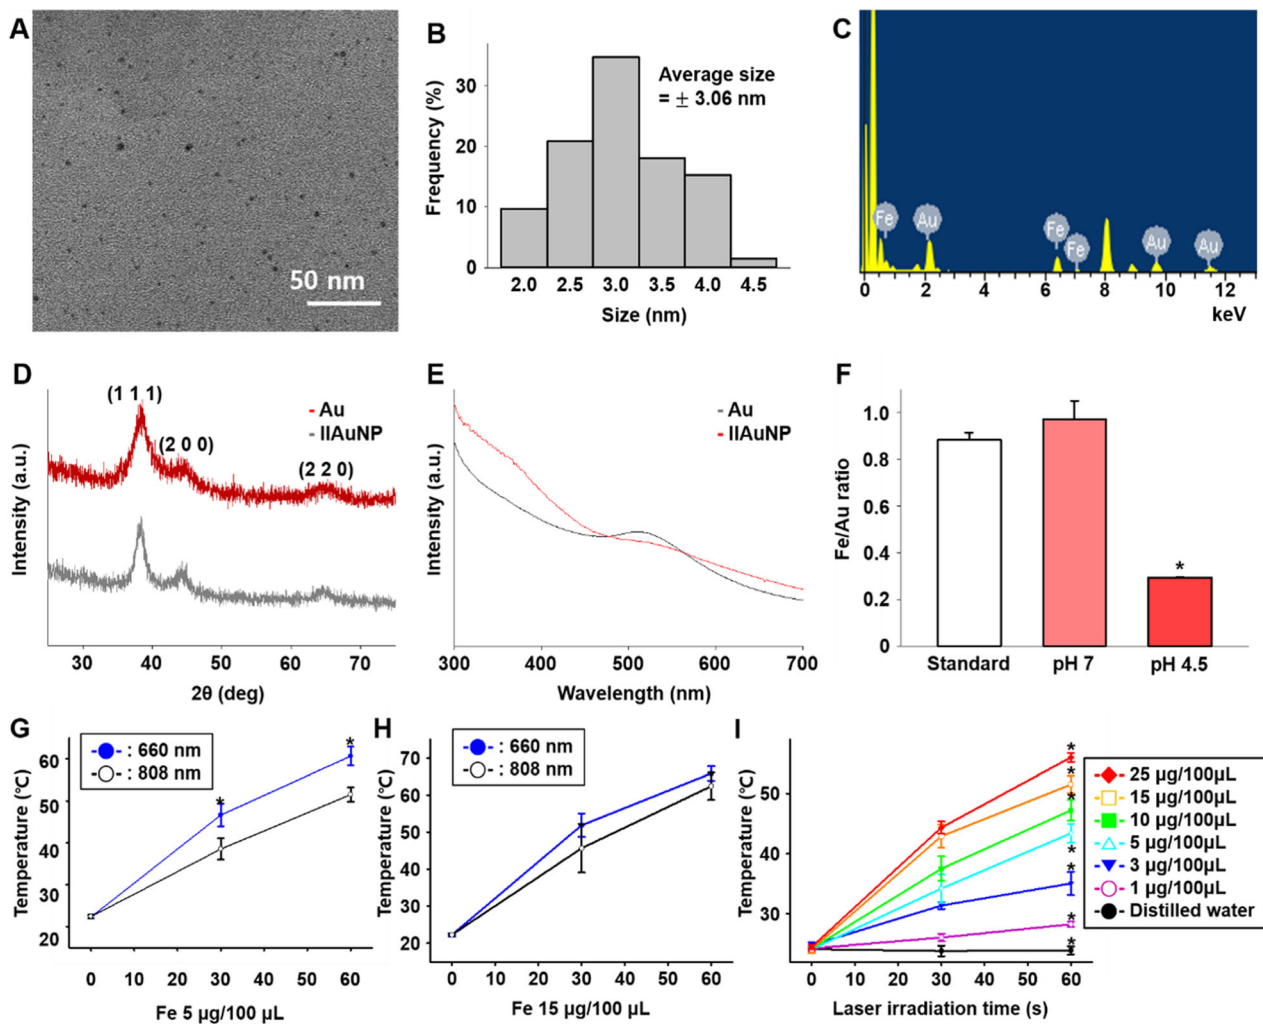 A
50 nm
B
Average size
= ± 3.06 nm
Frequency (%)
30
20
10
0
2.0 2.5 3.0 3.5 4.0 4.5
Size (nm)
C
Fe Au Fe Fe Au Au
0 2 4 6 8 10 12
keV
D
(1 1 1)
(2 0 0)
(2 2 0)
- Au
- IIAuNP
Intensity (a.u.)
30 40 50 60 70
2θ (deg)
E
- Au
- IIAuNP
Intensity (a.u.)
300 400 500 600 700
Wavelength (nm)
F
Fe/Au ratio
1.0
0.8
0.6
0.4
0.2
0
*
Standard pH 7 pH 4.5
G
: 660 nm
: 808 nm
* *
Temperature (℃)
60
50
40
30
20
0 10 20 30 40 50 60
Fe 5 µg/100 µL
H
: 660 nm
: 808 nm
Temperature (℃)
70
60
50
40
30
20
0 10 20 30 40 50 60
Fe 15 µg/100 µL
I
Temperature (℃)
50
40
30
*
*
*
*
*
*
*
0 10 20 30 40 50 60
Laser irradiation time (s)
25 µg/100µL
15 µg/100µL
10 µg/100µL
5 µg/100µL
3 µg/100µL
1 µg/100µL
Distilled water